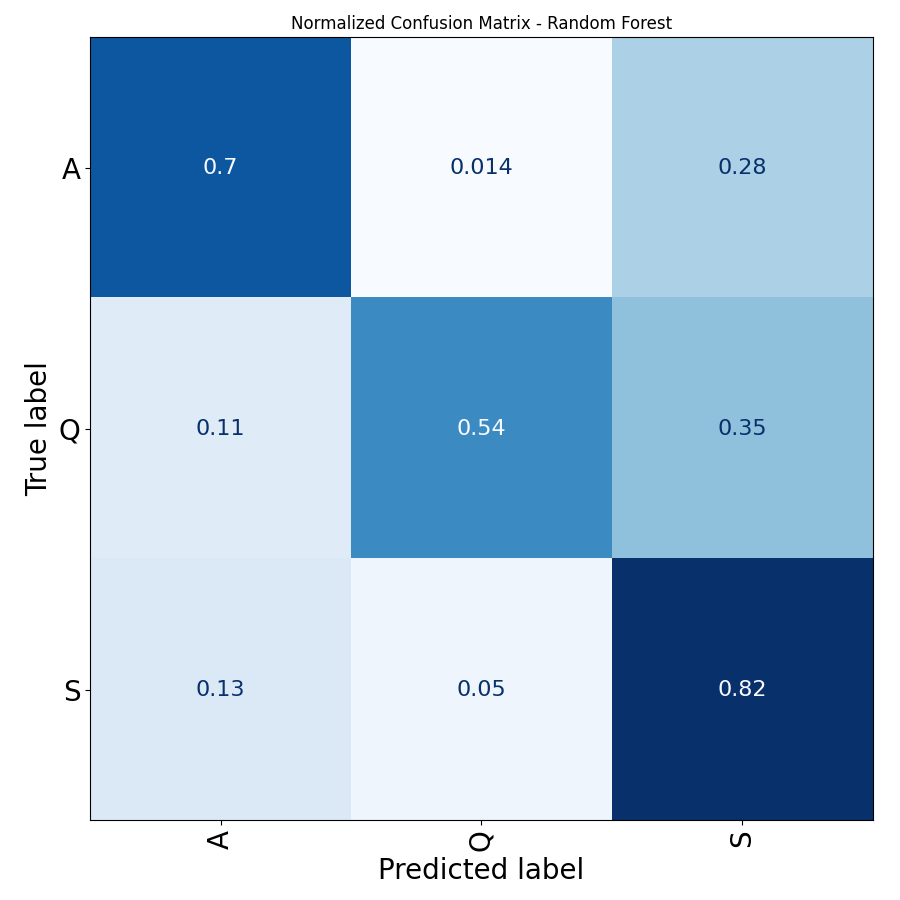 Normalized Confusion Matrix - Random Forest
A
0.7
0.014
0.28
Q
0.11
0.54
0.35
S
0.13
0.05
0.82
True label
A
Q
S
Predicted label